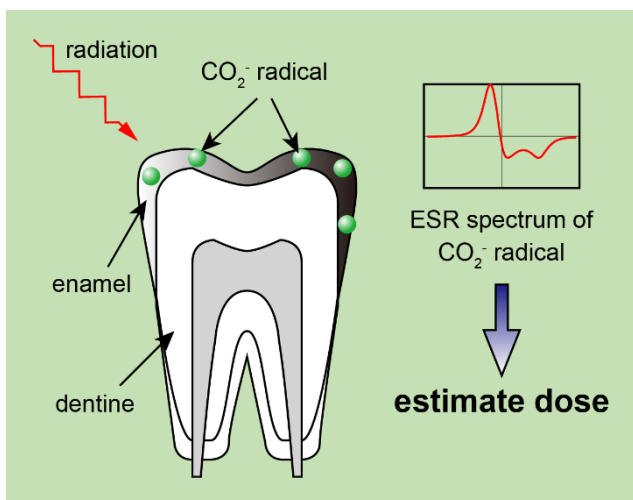 radiation
CO₂⁻ radical
enamel
dentine
ESR spectrum of
CO₂⁻ radical
estimate dose